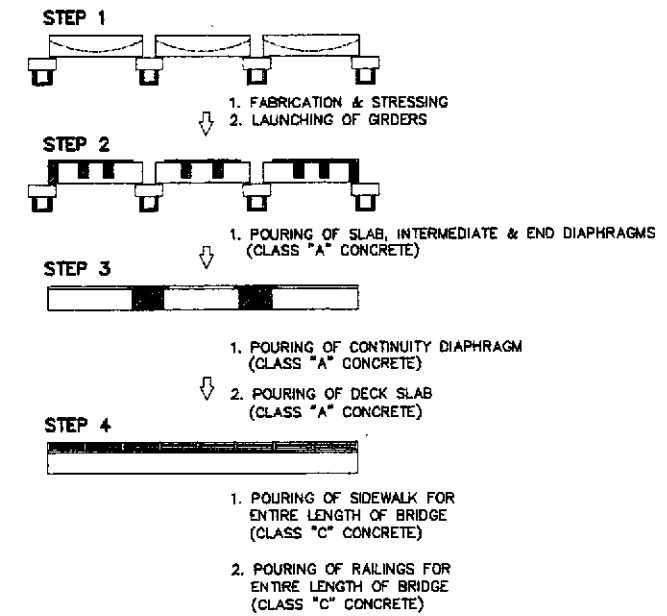 STEP 1
1. FABRICATION & STRESSING
2. LAUNCHING OF GIRDERS
STEP 2
1. POURING OF SLAB, INTERMEDIATE & END DIAPHRAGMS
(CLASS "A" CONCRETE)
STEP 3
1. POURING OF CONTINUITY DIAPHRAGM
(CLASS "A" CONCRETE)
2. POURING OF DECK SLAB
(CLASS "A" CONCRETE)
STEP 4
1. POURING OF SIDEWALK FOR
ENTIRE LENGTH OF BRIDGE
(CLASS "C" CONCRETE)
2. POURING OF RAILINGS FOR
ENTIRE LENGTH OF BRIDGE
(CLASS "C" CONCRETE)